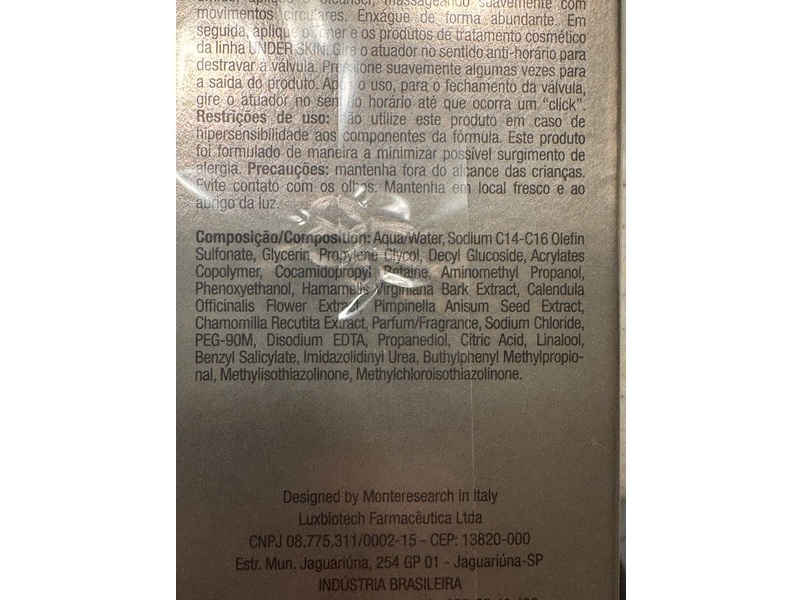 massageando suavemente com
movimentos circulares. Enxágue de forma abundante. Em
seguida, aplique o toner e os produtos de tratamento cosmético
da linha UNDER SKIN. Gire o atuador no sentido anti-horário para
destravar a válvula. Pressione suavemente algumas vezes para
a saída do produto. Após o uso, para o fechamento da válvula,
gire o atuador no sentido horário até que ocorra um “click”.
Restrições de uso: não utilize este produto em caso de
hipersensibilidade aos componentes da fórmula. Este produto
foi formulado de maneira a minimizar possível surgimento de
alergia. Precauções: mantenha fora do alcance das crianças.
Evite contato com os olhos. Mantenha em local fresco e ao
abrigo da luz.
Composição/Composition: Aqua/Water, Sodium C14-C16 Olefin
Sulfonate, Glycerin, Propylene Glycol, Decyl Glucoside, Acrylates
Copolymer, Cocamidopropyl Betaine, Aminomethyl Propanol,
Phenoxyethanol, Hamamelis Virginiana Bark Extract, Calendula
Officinalis Flower Extract, Pimpinella Anisum Seed Extract,
Chamomilla Recutita Extract, Parfum/Fragrance, Sodium Chloride,
PEG-90M, Disodium EDTA, Propanediol, Citric Acid, Linalool,
Benzyl Salicylate, Imidazolidinyl Urea, Buthylphenyl Methylpropio-
nal, Methylisothiazolinone, Methylchloroisothiazolinone.
Designed by Monteresearch in Italy
Luxbiotech Farmacêutica Ltda
CNPJ 08.775.311/0002-15 - CEP: 13820-000
Estr. Mun. Jaguariúna, 254 GP 01 - Jaguariúna-SP
INDÚSTRIA BRASILEIRA